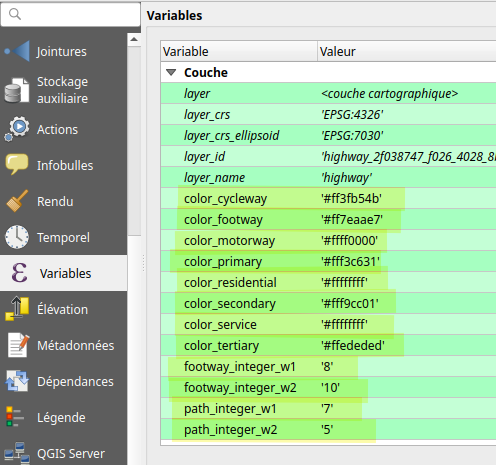 Variables
Jointures
Stockage
auxiliaire
Actions
Infobulles
Rendu
Temporel
Variables
Élévation
Métadonnées
Dépendances
Légende
QGIS Server
Variable Valeur
Couche
layer <couche cartographique>
layer_crs 'EPSG:4326'
layer_crs_ellipsoid 'EPSG:7030'
layer_id 'highway_2f038747_f026_4028_8
layer_name 'highway'
color_cycleway '#ff3fb54b'
color_footway '#ff7eaae7'
color_motorway '#ffff0000'
color_primary '#fff3c631'
color_residential '#ffffffff'
color_secondary '#fff9cc01'
color_service '#ffffffff'
color_tertiary '#ffededed'
footway_integer_w1 '8'
footway_integer_w2 '10'
path_integer_w1 '7'
path_integer_w2 '5'